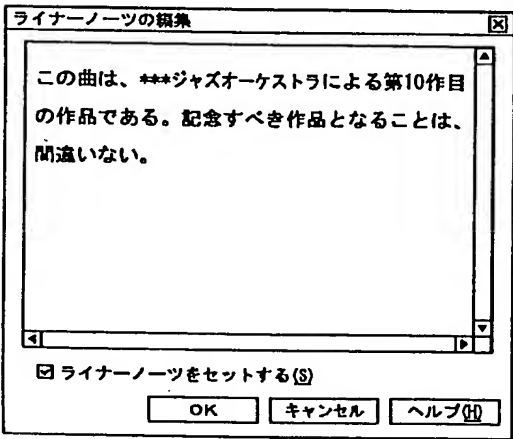 ライナーノーツの編集
この曲は、***ジャズオーケストラによる第10作目
の作品である。記念すべき作品となることは、
間違いない。
ライナーノーツをセットする(S)
OK
キャンセル
ヘルプ(H)